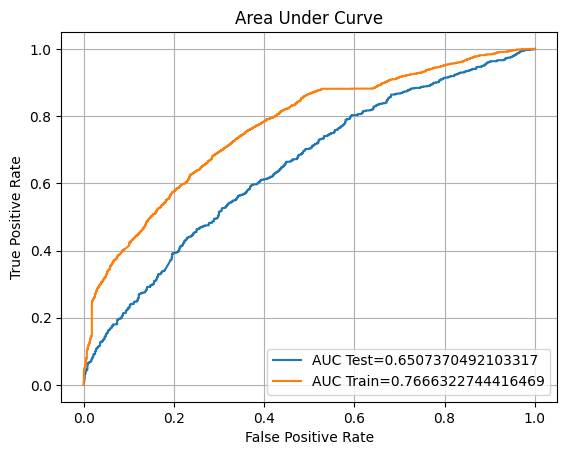 Area Under Curve
True Positive Rate
1.0
0.8
0.6
0.4
0.2
0.0
AUC Test=0.6507370492103317
AUC Train=0.7666322744416469
0.0 0.2 0.4 0.6 0.8 1.0
False Positive Rate